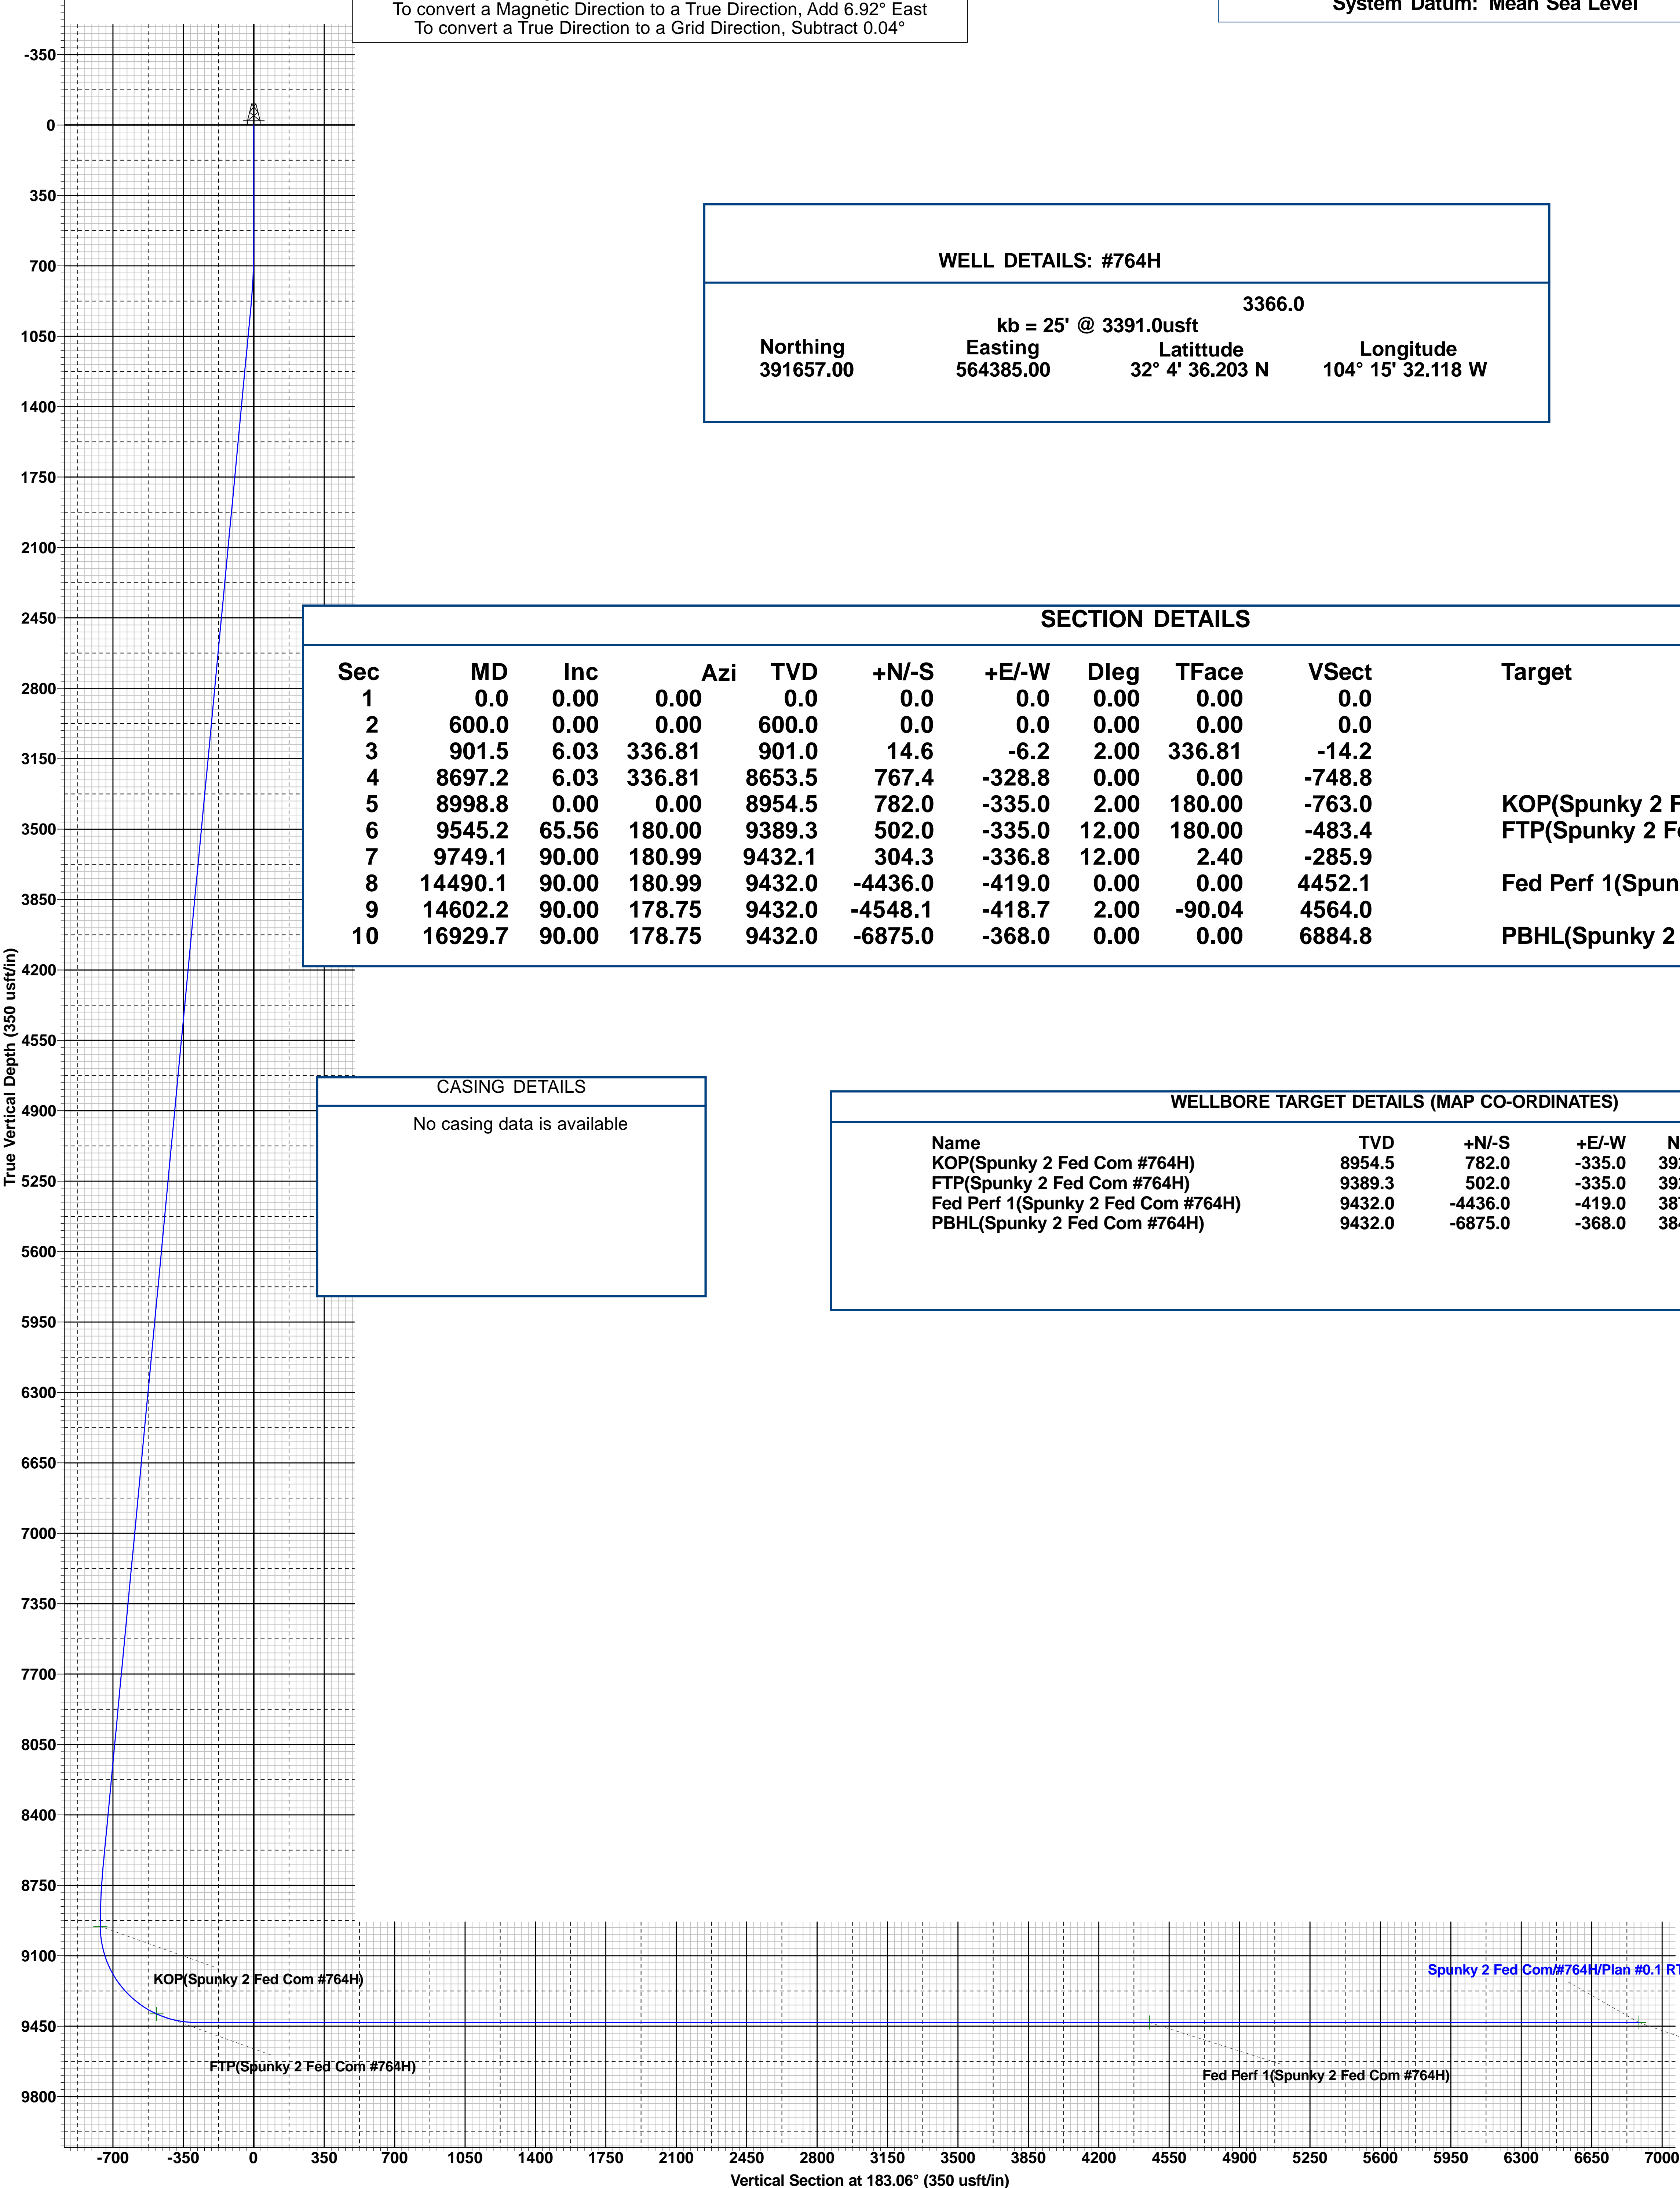 To convert a Magnetic Direction to a True Direction, Add 6.92° East
To convert a True Direction to a Grid Direction, Subtract 0.04°
System Datum: Mean Sea Level
-350
0
350
700
1050
1400
1750
2100
2450
2800
3150
3500
3850
4200
4550
4900
5250
5600
5950
6300
6650
7000
7350
7700
8050
8400
8750
9100
9450
9800
True Vertical Depth (350 usft/in)
WELL DETAILS: #764H
3366.0
kb = 25' @ 3391.0usft
Northing Easting Latittude Longitude
391657.00 564385.00 32° 4' 36.203 N 104° 15' 32.118 W
SECTION DETAILS
Sec MD Inc Azi TVD +N/-S +E/-W Dleg TFace VSect Target
1 0.0 0.00 0.00 0.0 0.0 0.0 0.00 0.00 0.0
2 600.0 0.00 0.00 600.0 0.0 0.0 0.00 0.00 0.0
3 901.5 6.03 336.81 901.0 14.6 -6.2 2.00 336.81 -14.2
4 8697.2 6.03 336.81 8653.5 767.4 -328.8 0.00 0.00 -748.8
5 8998.8 0.00 0.00 8954.5 782.0 -335.0 2.00 180.00 -763.0 KOP(Spunky 2 F
6 9545.2 65.56 180.00 9389.3 502.0 -335.0 12.00 180.00 -483.4 FTP(Spunky 2 Fe
7 9749.1 90.00 180.99 9432.1 304.3 -336.8 12.00 2.40 -285.9
8 14490.1 90.00 180.99 9432.0 -4436.0 -419.0 0.00 0.00 4452.1 Fed Perf 1(Spun
9 14602.2 90.00 178.75 9432.0 -4548.1 -418.7 2.00 -90.04 4564.0
10 16929.7 90.00 178.75 9432.0 -6875.0 -368.0 0.00 0.00 6884.8 PBHL(Spunky 2
CASING DETAILS
No casing data is available
WELLBORE TARGET DETAILS (MAP CO-ORDINATES)
Name TVD +N/-S +E/-W N
KOP(Spunky 2 Fed Com #764H) 8954.5 782.0 -335.0 392
FTP(Spunky 2 Fed Com #764H) 9389.3 502.0 -335.0 392
Fed Perf 1(Spunky 2 Fed Com #764H) 9432.0 -4436.0 -419.0 387
PBHL(Spunky 2 Fed Com #764H) 9432.0 -6875.0 -368.0 384
KOP(Spunky 2 Fed Com #764H)
Spunky 2 Fed Com/#764H/Plan #0.1 RT
FTP(Spunky 2 Fed Com #764H)
Fed Perf 1(Spunky 2 Fed Com #764H)
-700 -350 0 350 700 1050 1400 1750 2100 2450 2800 3150 3500 3850 4200 4550 4900 5250 5600 5950 6300 6650 7000
Vertical Section at 183.06° (350 usft/in)